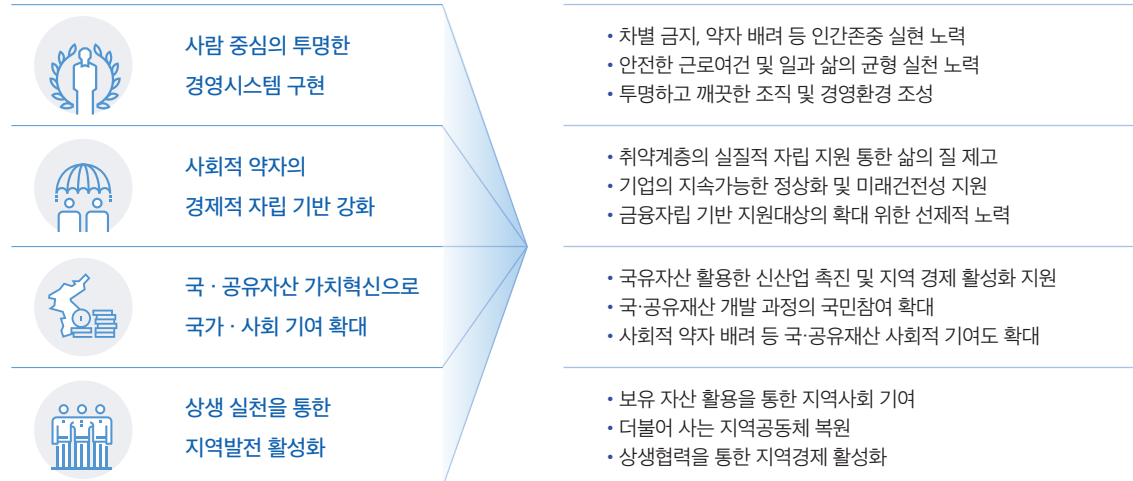 사람 중심의 투명한
경영시스템 구현
• 차별 금지, 약자 배려 등 인간존중 실현 노력
• 안전한 근로여건 및 일과 삶의 균형 실천 노력
• 투명하고 깨끗한 조직 및 경영환경 조성
사회적 약자의
경제적 자립 기반 강화
• 취약계층의 실질적 자립 지원 통한 삶의 질 제고
• 기업의 지속가능한 정상화 및 미래건전성 지원
• 금융자립 기반 지원대상의 확대 위한 선제적 노력
국 · 공유자산 가치혁신으로
국가 · 사회 기여 확대
• 국유자산 활용한 신산업 촉진 및 지역 경제 활성화 지원
• 국·공유재산 개발 과정의 국민참여 확대
• 사회적 약자 배려 등 국·공유재산 사회적 기여도 확대
상생 실천을 통한
지역발전 활성화
• 보유 자산 활용을 통한 지역사회 기여
• 더불어 사는 지역공동체 복원
• 상생협력을 통한 지역경제 활성화